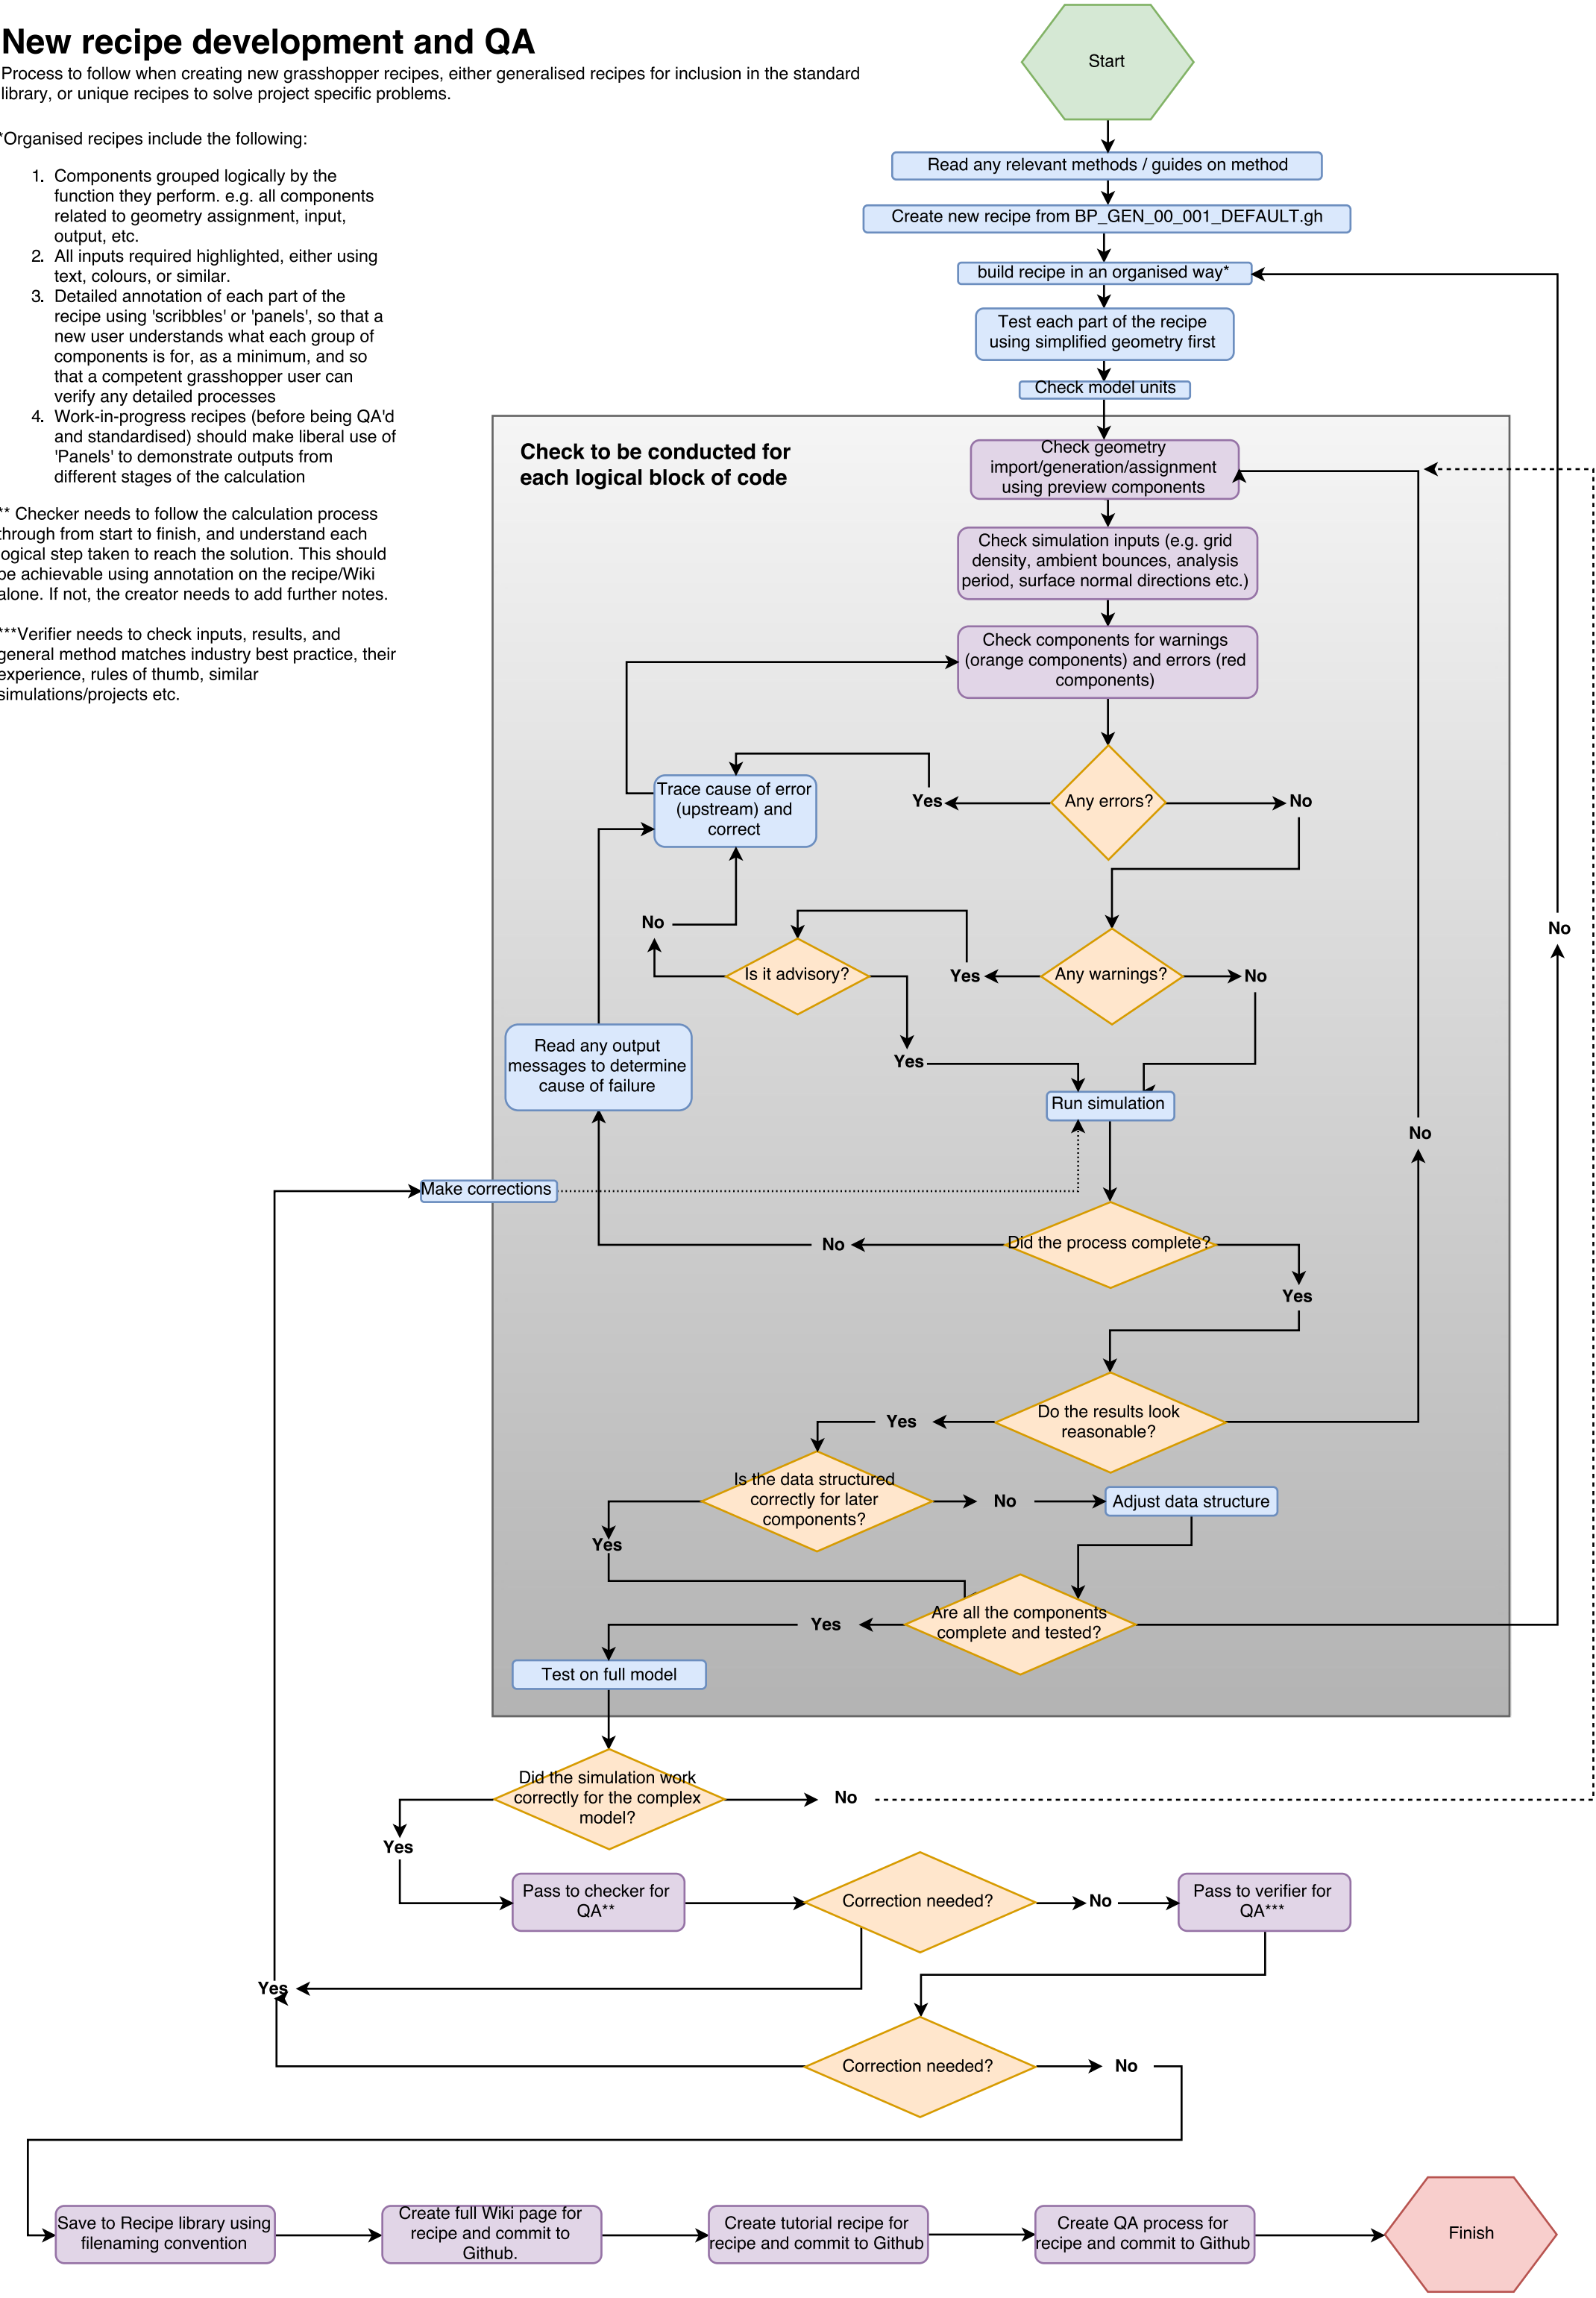 New recipe development and QA
Process to follow when creating new grasshopper recipes, either generalised recipes for inclusion in the standard
library, or unique recipes to solve project specific problems.
*Organised recipes include the following:
1. Components grouped logically by the
function they perform. e.g. all components
related to geometry assignment, input,
output, etc.
2. All inputs required highlighted, either using
text, colours, or similar.
3. Detailed annotation of each part of the
recipe using 'scribbles' or 'panels', so that a
new user understands what each group of
components is for, as a minimum, and so
that a competent grasshopper user can
verify any detailed processes
4. Work-in-progress recipes (before being QA'd
and standardised) should make liberal use of
'Panels' to demonstrate outputs from
different stages of the calculation
** Checker needs to follow the calculation process
through from start to finish, and understand each
logical step taken to reach the solution. This should
be achievable using annotation on the recipe/Wiki
alone. If not, the creator needs to add further notes.
***Verifier needs to check inputs, results, and
general method matches industry best practice, their
experience, rules of thumb, similar
simulations/projects etc.
Start
Read any relevant methods / guides on method
Create new recipe from BP_GEN_00_001_DEFAULT.gh
build recipe in an organised way*
Test each part of the recipe
using simplified geometry first
Check model units
Check to be conducted for
each logical block of code
Check geometry
import/generation/assignment
using preview components
Check simulation inputs (e.g. grid
density, ambient bounces, analysis
period, surface normal directions etc.)
Check components for warnings
(orange components) and errors (red
components)
Trace cause of error
(upstream) and
correct
Yes
Any errors?
No
No
Is it advisory?
Yes
Any warnings?
No
No
Yes
Read any output
messages to determine
cause of failure
Run simulation
No
Make corrections
No
Did the process complete?
Yes
Yes
Do the results look
reasonable?
Is the data structured
correctly for later
components?
No
Adjust data structure
Yes
Yes
Are all the components
complete and tested?
Test on full model
Did the simulation work
correctly for the complex
model?
No
Yes
Pass to checker for
QA**
Correction needed?
No
Pass to verifier for
QA***
Yes
Correction needed?
No
Save to Recipe library using
filenaming convention
Create full Wiki page for
recipe and commit to
Github.
Create tutorial recipe for
recipe and commit to Github
Create QA process for
recipe and commit to Github
Finish